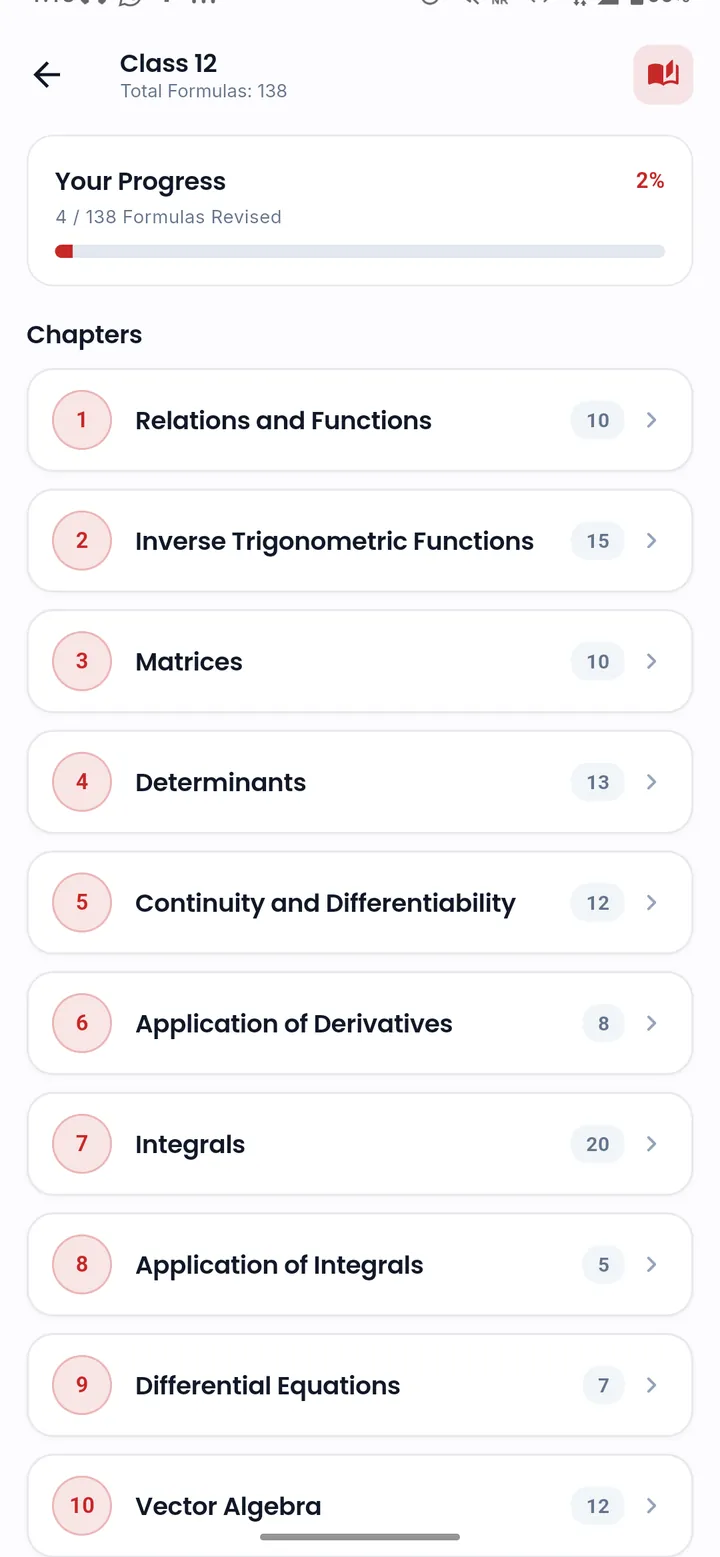 Class 12
Total Formulas: 138
Your Progress
2%
4 / 138 Formulas Revised
Chapters
1 Relations and Functions 10
2 Inverse Trigonometric Functions 15
3 Matrices 10
4 Determinants 13
5 Continuity and Differentiability 12
6 Application of Derivatives 8
7 Integrals 20
8 Application of Integrals 5
9 Differential Equations 7
10 Vector Algebra 12